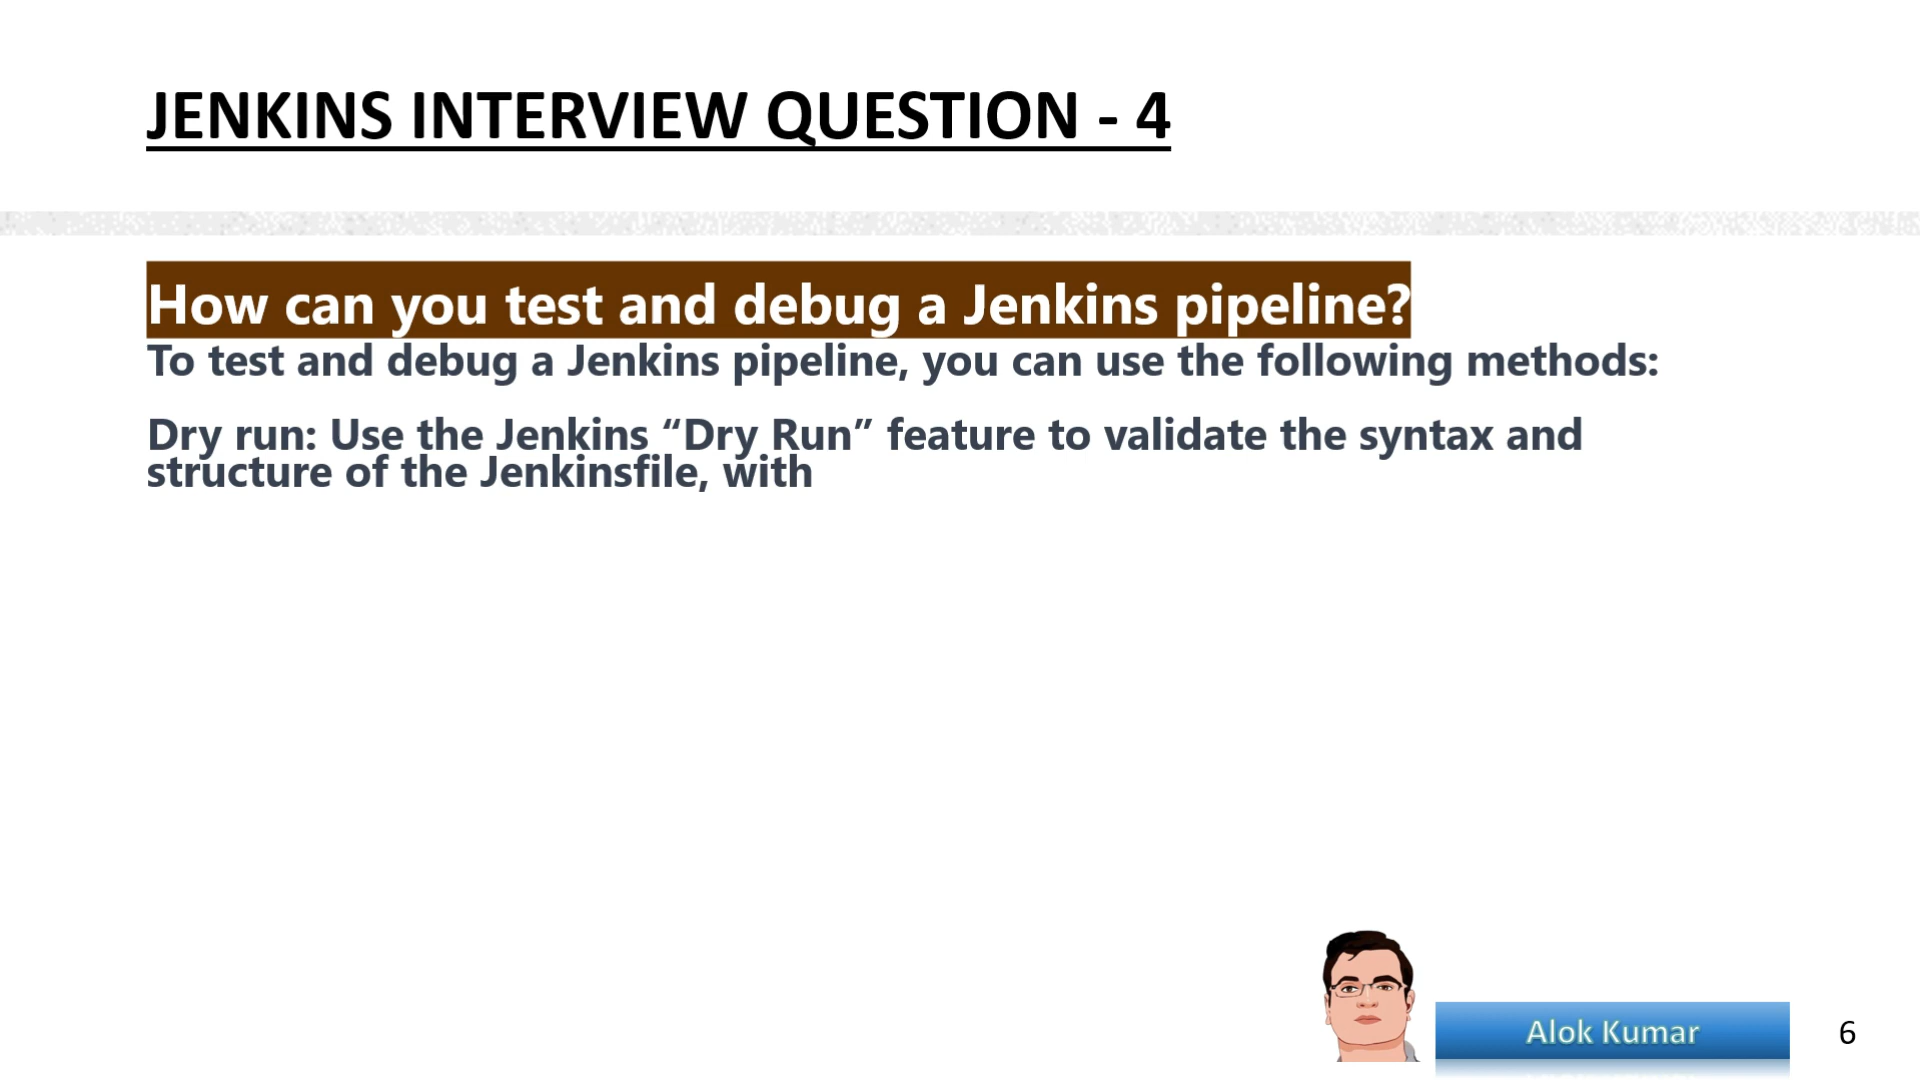 JENKINS INTERVIEW QUESTION - 4
How can you test and debug a Jenkins pipeline?
To test and debug a Jenkins pipeline, you can use the following methods:
Dry run: Use the Jenkins “Dry Run” feature to validate the syntax and
structure of the Jenkinsfile, with
Alok Kumar
6